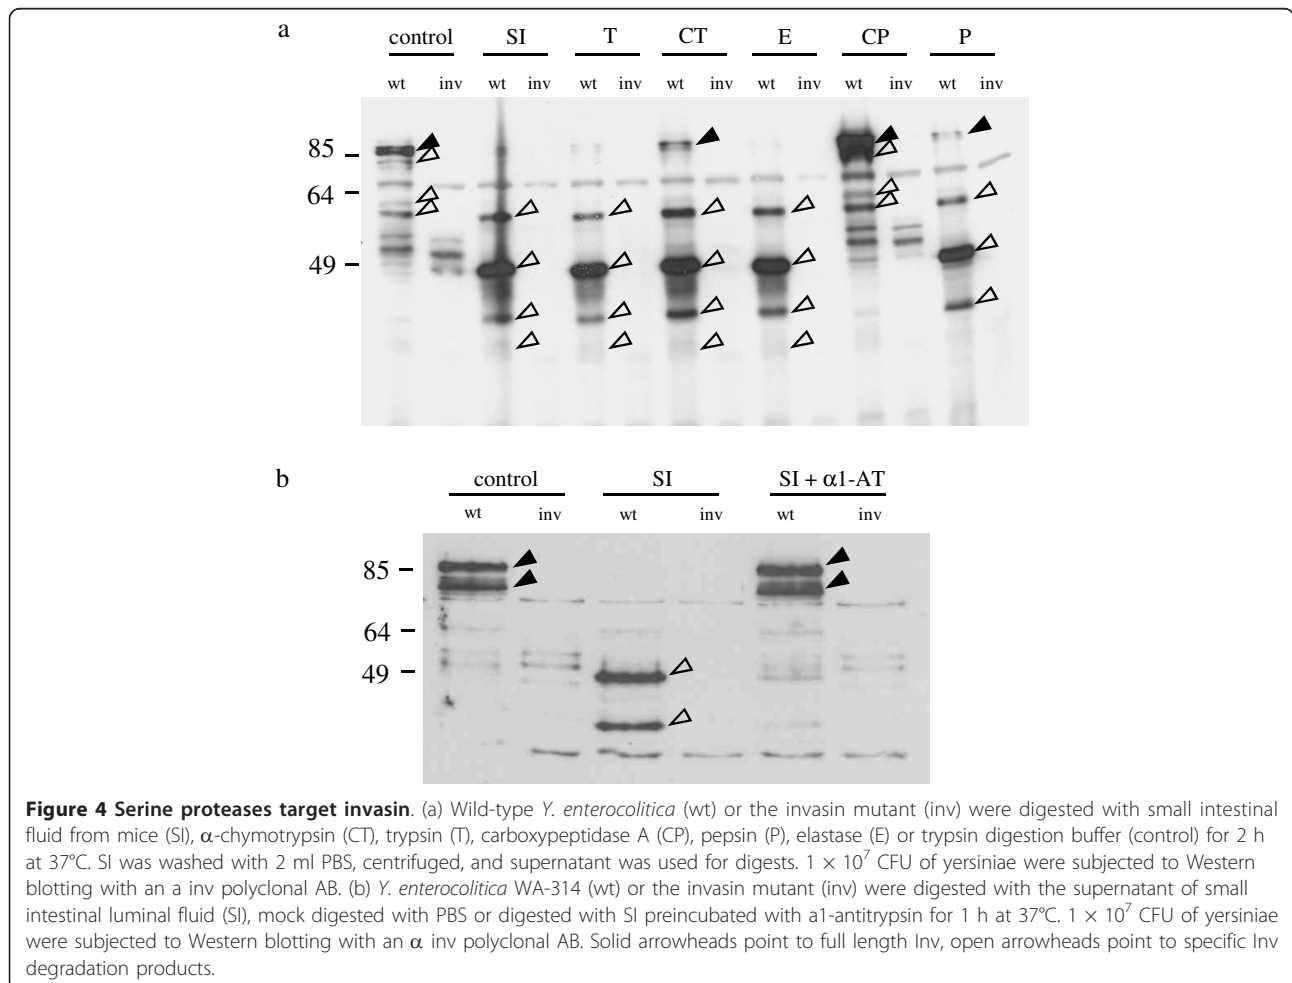 a
control SI T CT E CP P
wt inv wt inv wt inv wt inv wt inv wt inv wt inv
85
64
49
b
control SI SI + α1-AT
wt inv wt inv wt inv
85
64
49
Figure 4 Serine proteases target invasin. (a) Wild-type Y. enterocolitica (wt) or the invasin mutant (inv) were digested with small intestinal
fluid from mice (SI), α-chymotrypsin (CT), trypsin (T), carboxypeptidase A (CP), pepsin (P), elastase (E) or trypsin digestion buffer (control) for 2 h
at 37°C. SI was washed with 2 ml PBS, centrifuged, and supernatant was used for digests. 1 × 10⁷ CFU of yersiniae were subjected to Western
blotting with an a inv polyclonal AB. (b) Y. enterocolitica WA-314 (wt) or the invasin mutant (inv) were digested with the supernatant of small
intestinal luminal fluid (SI), mock digested with PBS or digested with SI preincubated with a1-antitrypsin for 1 h at 37°C. 1 × 10⁷ CFU of yersiniae
were subjected to Western blotting with an α inv polyclonal AB. Solid arrowheads point to full length Inv, open arrowheads point to specific Inv
degradation products.